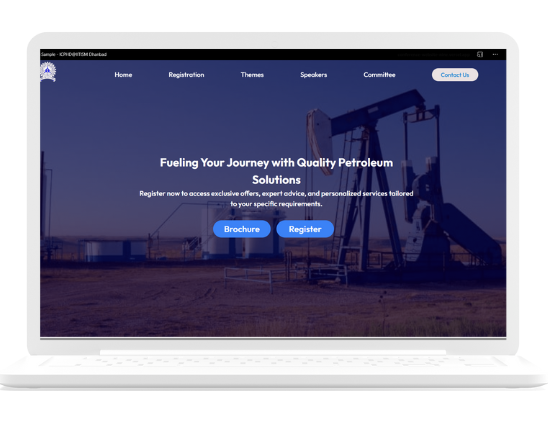 Sample - ICPHD@IIT(ISM) Dhanbad
Home Registration Themes Speakers Committee Contact Us
Fueling Your Journey with Quality Petroleum
Solutions
Register now to access exclusive offers, expert advice, and personalized services tailored
to your specific requirements.
Brochure Register